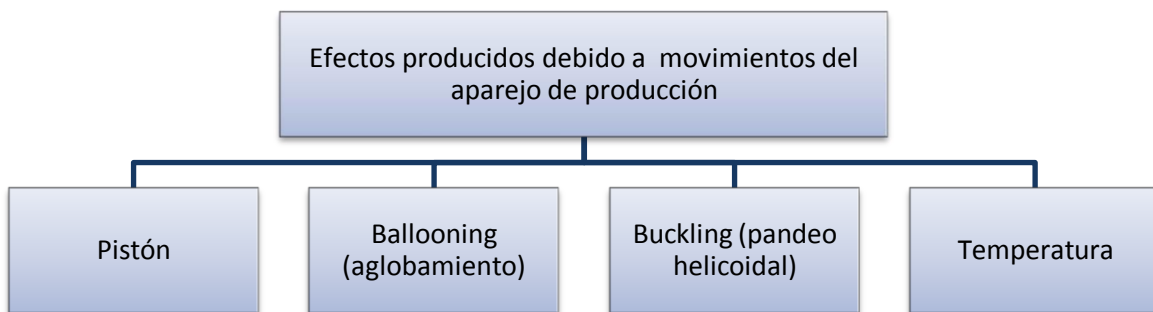 Efectos producidos debido a movimientos del
aparejo de producción
Pistón
Ballooning
(aglobamiento)
Buckling (pandeo
helicoidal)
Temperatura